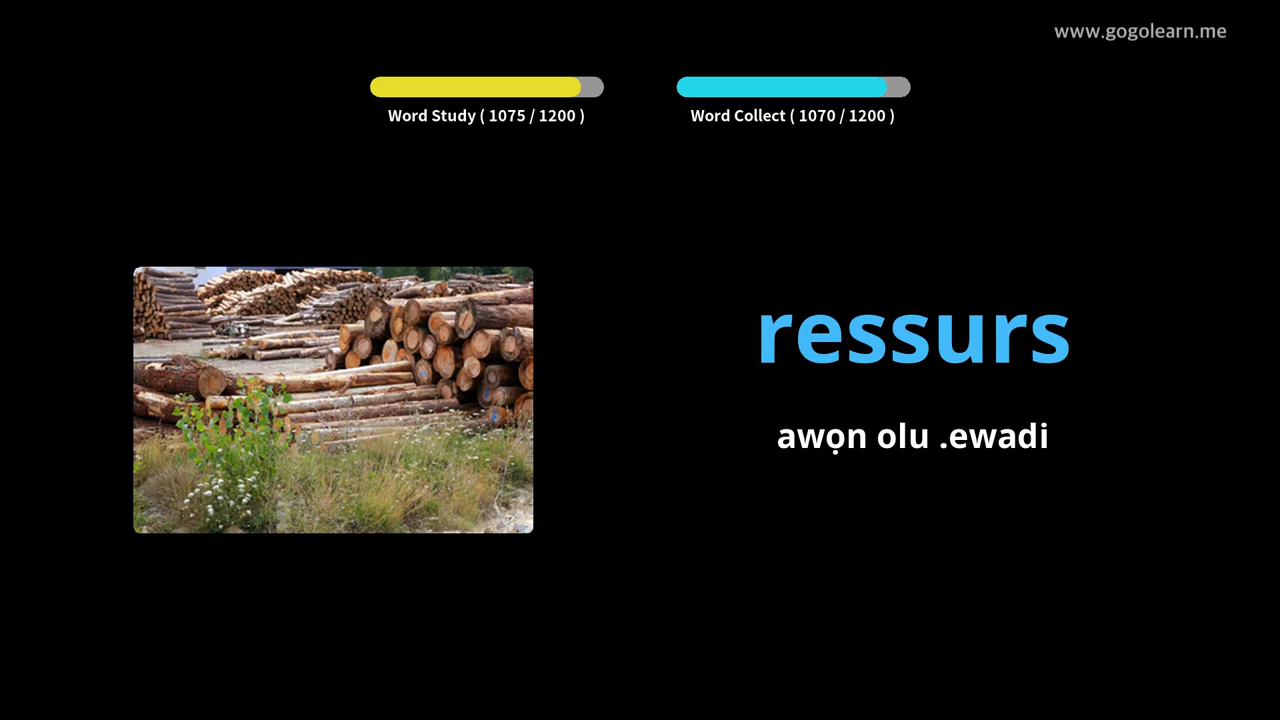 www.gogolearn.me
Word Study ( 1075 / 1200 )
Word Collect ( 1070 / 1200 )
ressurs
awọn olu .ewadi